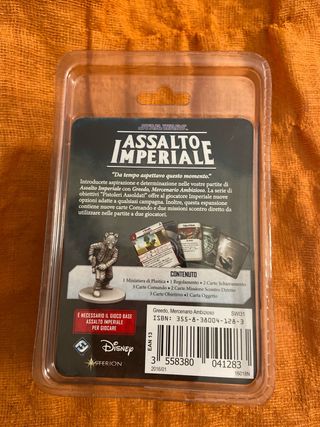 STAR WARS
ASSALTO
IMPERIALE
"Da tempo aspettavo questo momento."
Introducete aspirazione e determinazione nelle vostre partite di
Assalto Imperiale con Greedo, Mercenario Ambizioso. La serie di
obiettivi "Pistoleri Assoldati" offre al giocatore Imperiale nuove
opzioni adatte a qualsiasi campagna. Inoltre, questa espansione
contiene nuove carte Comando e due missioni scontro dirette da
utilizzare nelle partite a due giocatori.
CONTENUTO
1 Miniatura di Plastica • 1 Regolamento • 2 Carte Schieramento
3 Carte Comando • 2 Carte Missione Scontro Diretto
3 Carte Obiettivo • 1 Carta Oggetto
È NECESSARIO IL GIOCO BASE
ASSALTO IMPERIALE
PER GIOCARE
Disney
ASTERION
Greedo, Mercenario Ambizioso
SWI31
ISBN: 355-8-38004-128-3
EAN 13
3 558380 041283
2016/01
16018N